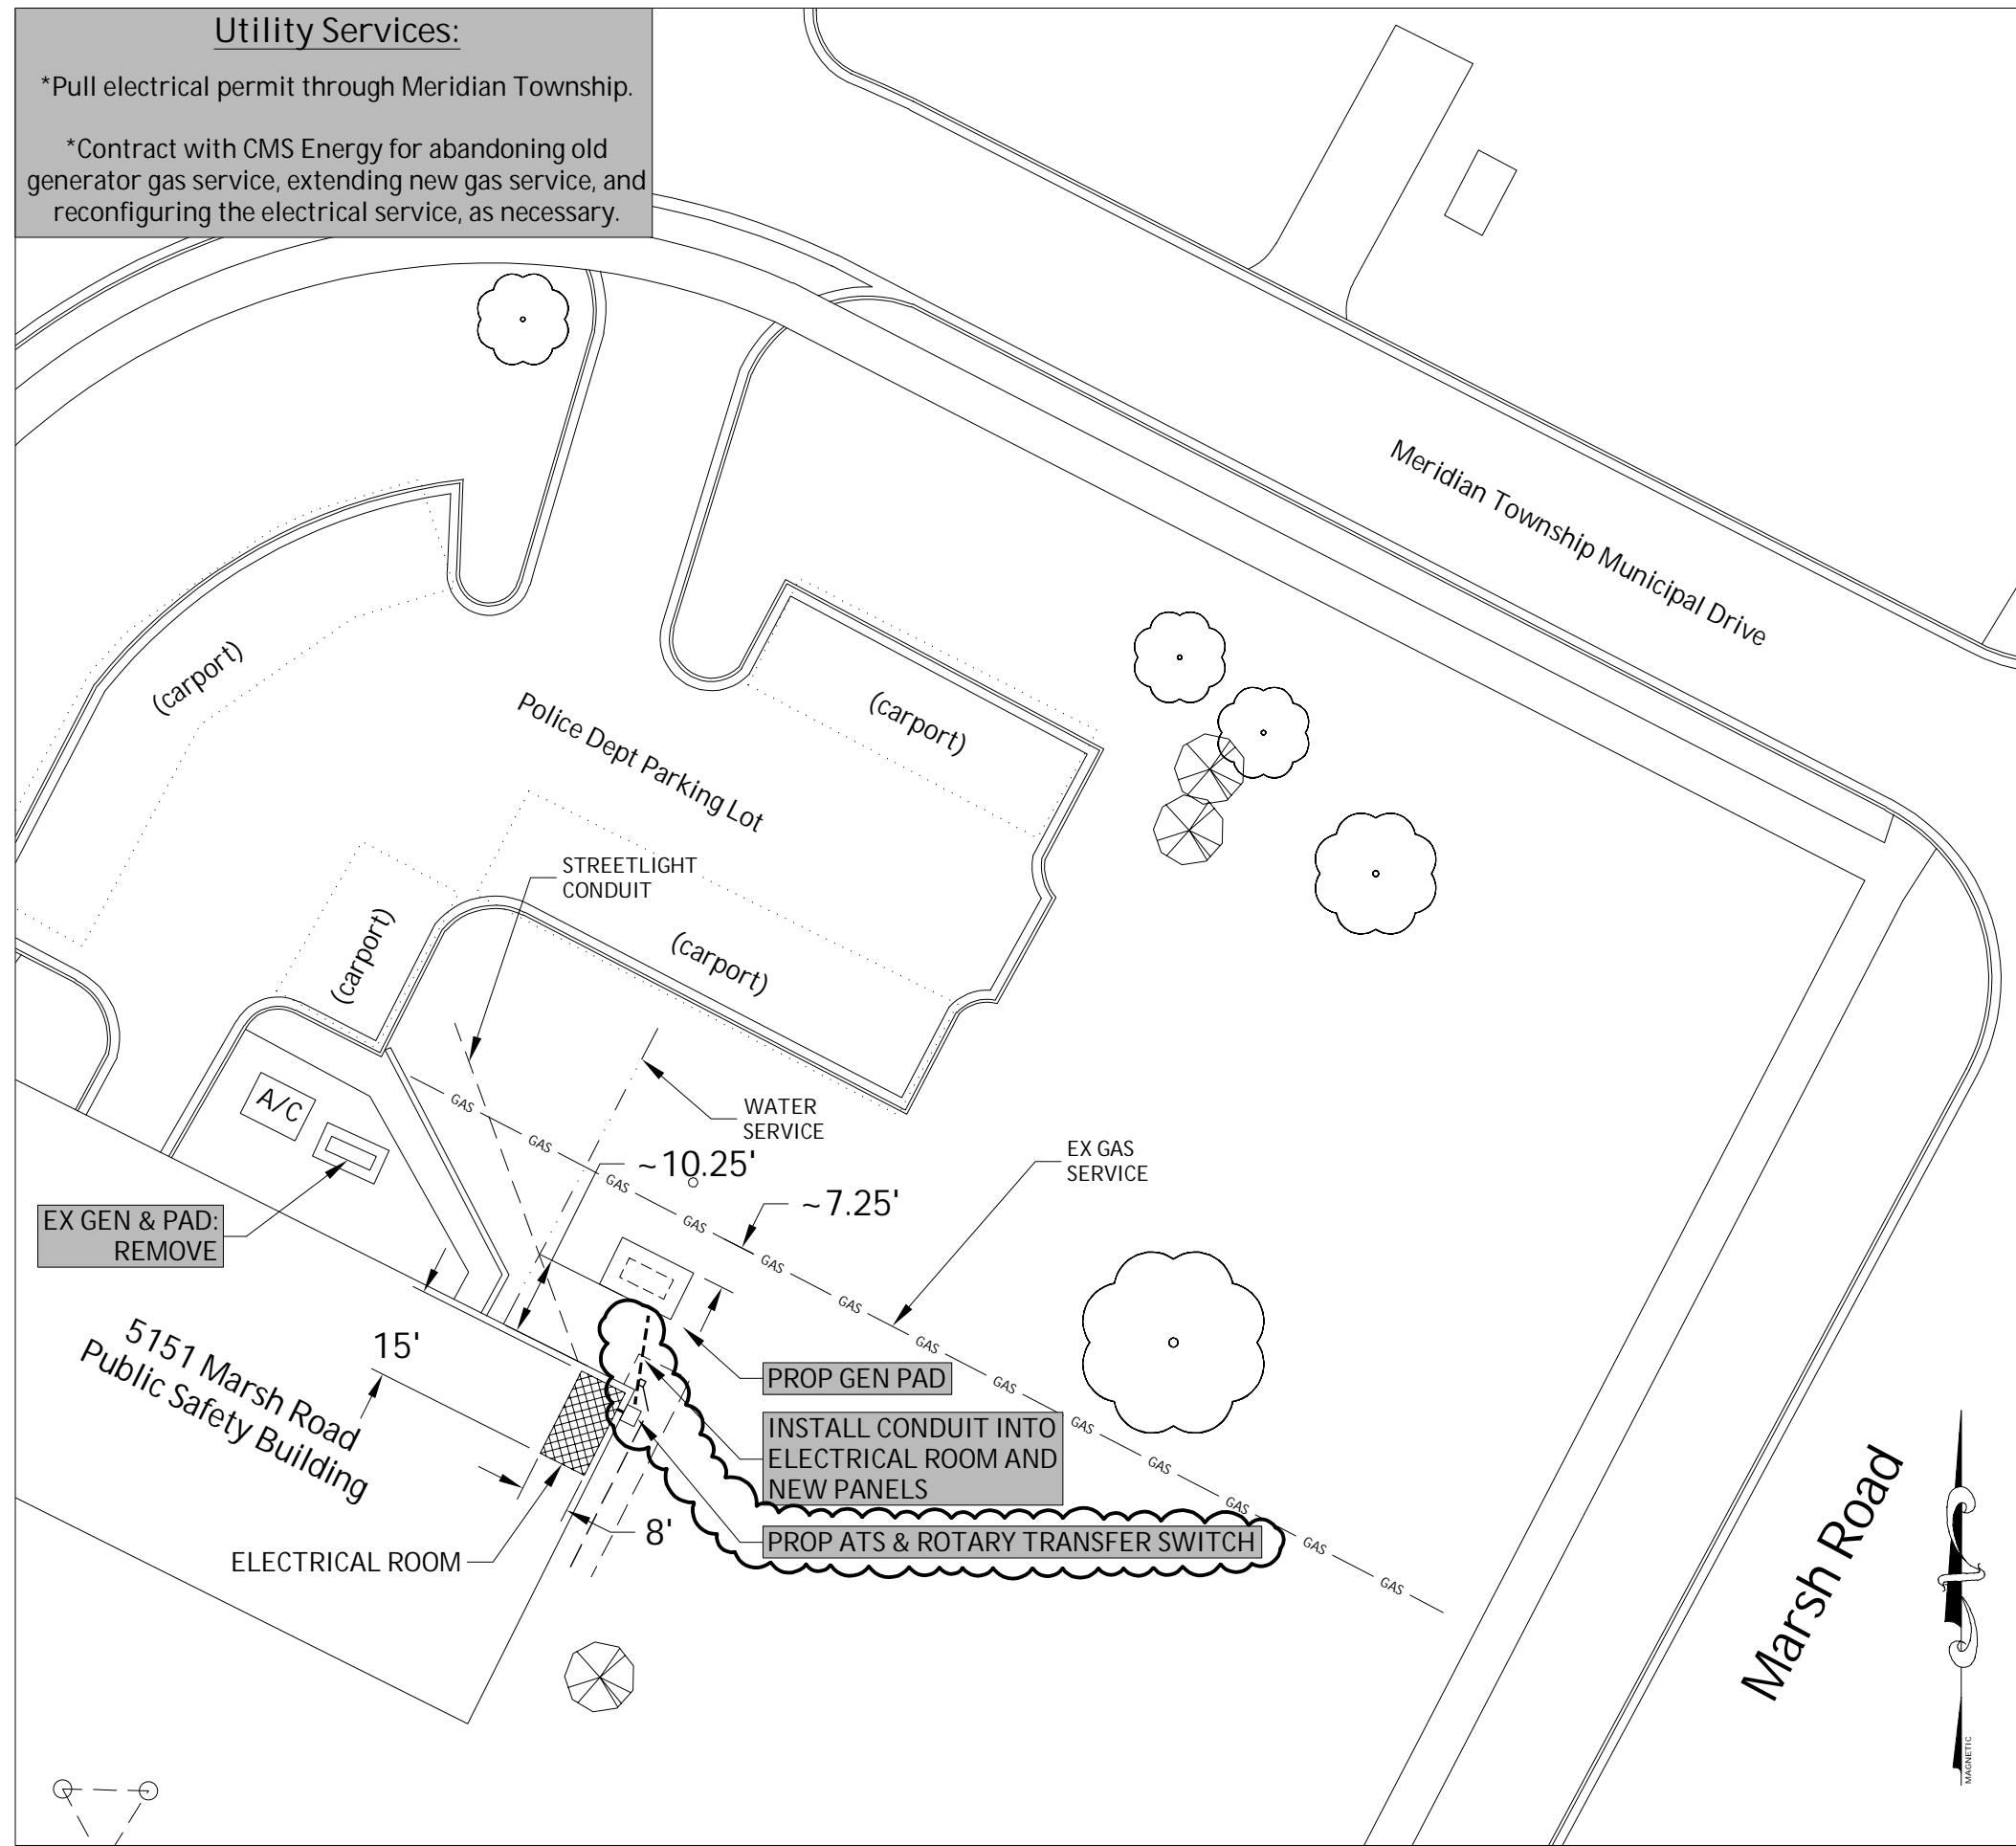 Utility Services:
*Pull electrical permit through Meridian Township.
*Contract with CMS Energy for abandoning old
generator gas service, extending new gas service, and
reconfiguring the electrical service, as necessary.
Meridian Township Municipal Drive
(carport)
Police Dept Parking Lot
(carport)
STREETLIGHT
CONDUIT
(carport)
(carport)
A/C
WATER
SERVICE
EX GAS
SERVICE
~10.25'
~7.25'
GAS
GAS
GAS
GAS
GAS
GAS
GAS
GAS
GAS
GAS
GAS
GAS
GAS
EX GEN & PAD:
REMOVE
5151 Marsh Road
Public Safety Building
15'
PROP GEN PAD
INSTALL CONDUIT INTO
ELECTRICAL ROOM AND
NEW PANELS
PROP ATS & ROTARY TRANSFER SWITCH
8'
ELECTRICAL ROOM
Marsh Road
MAGNETIC